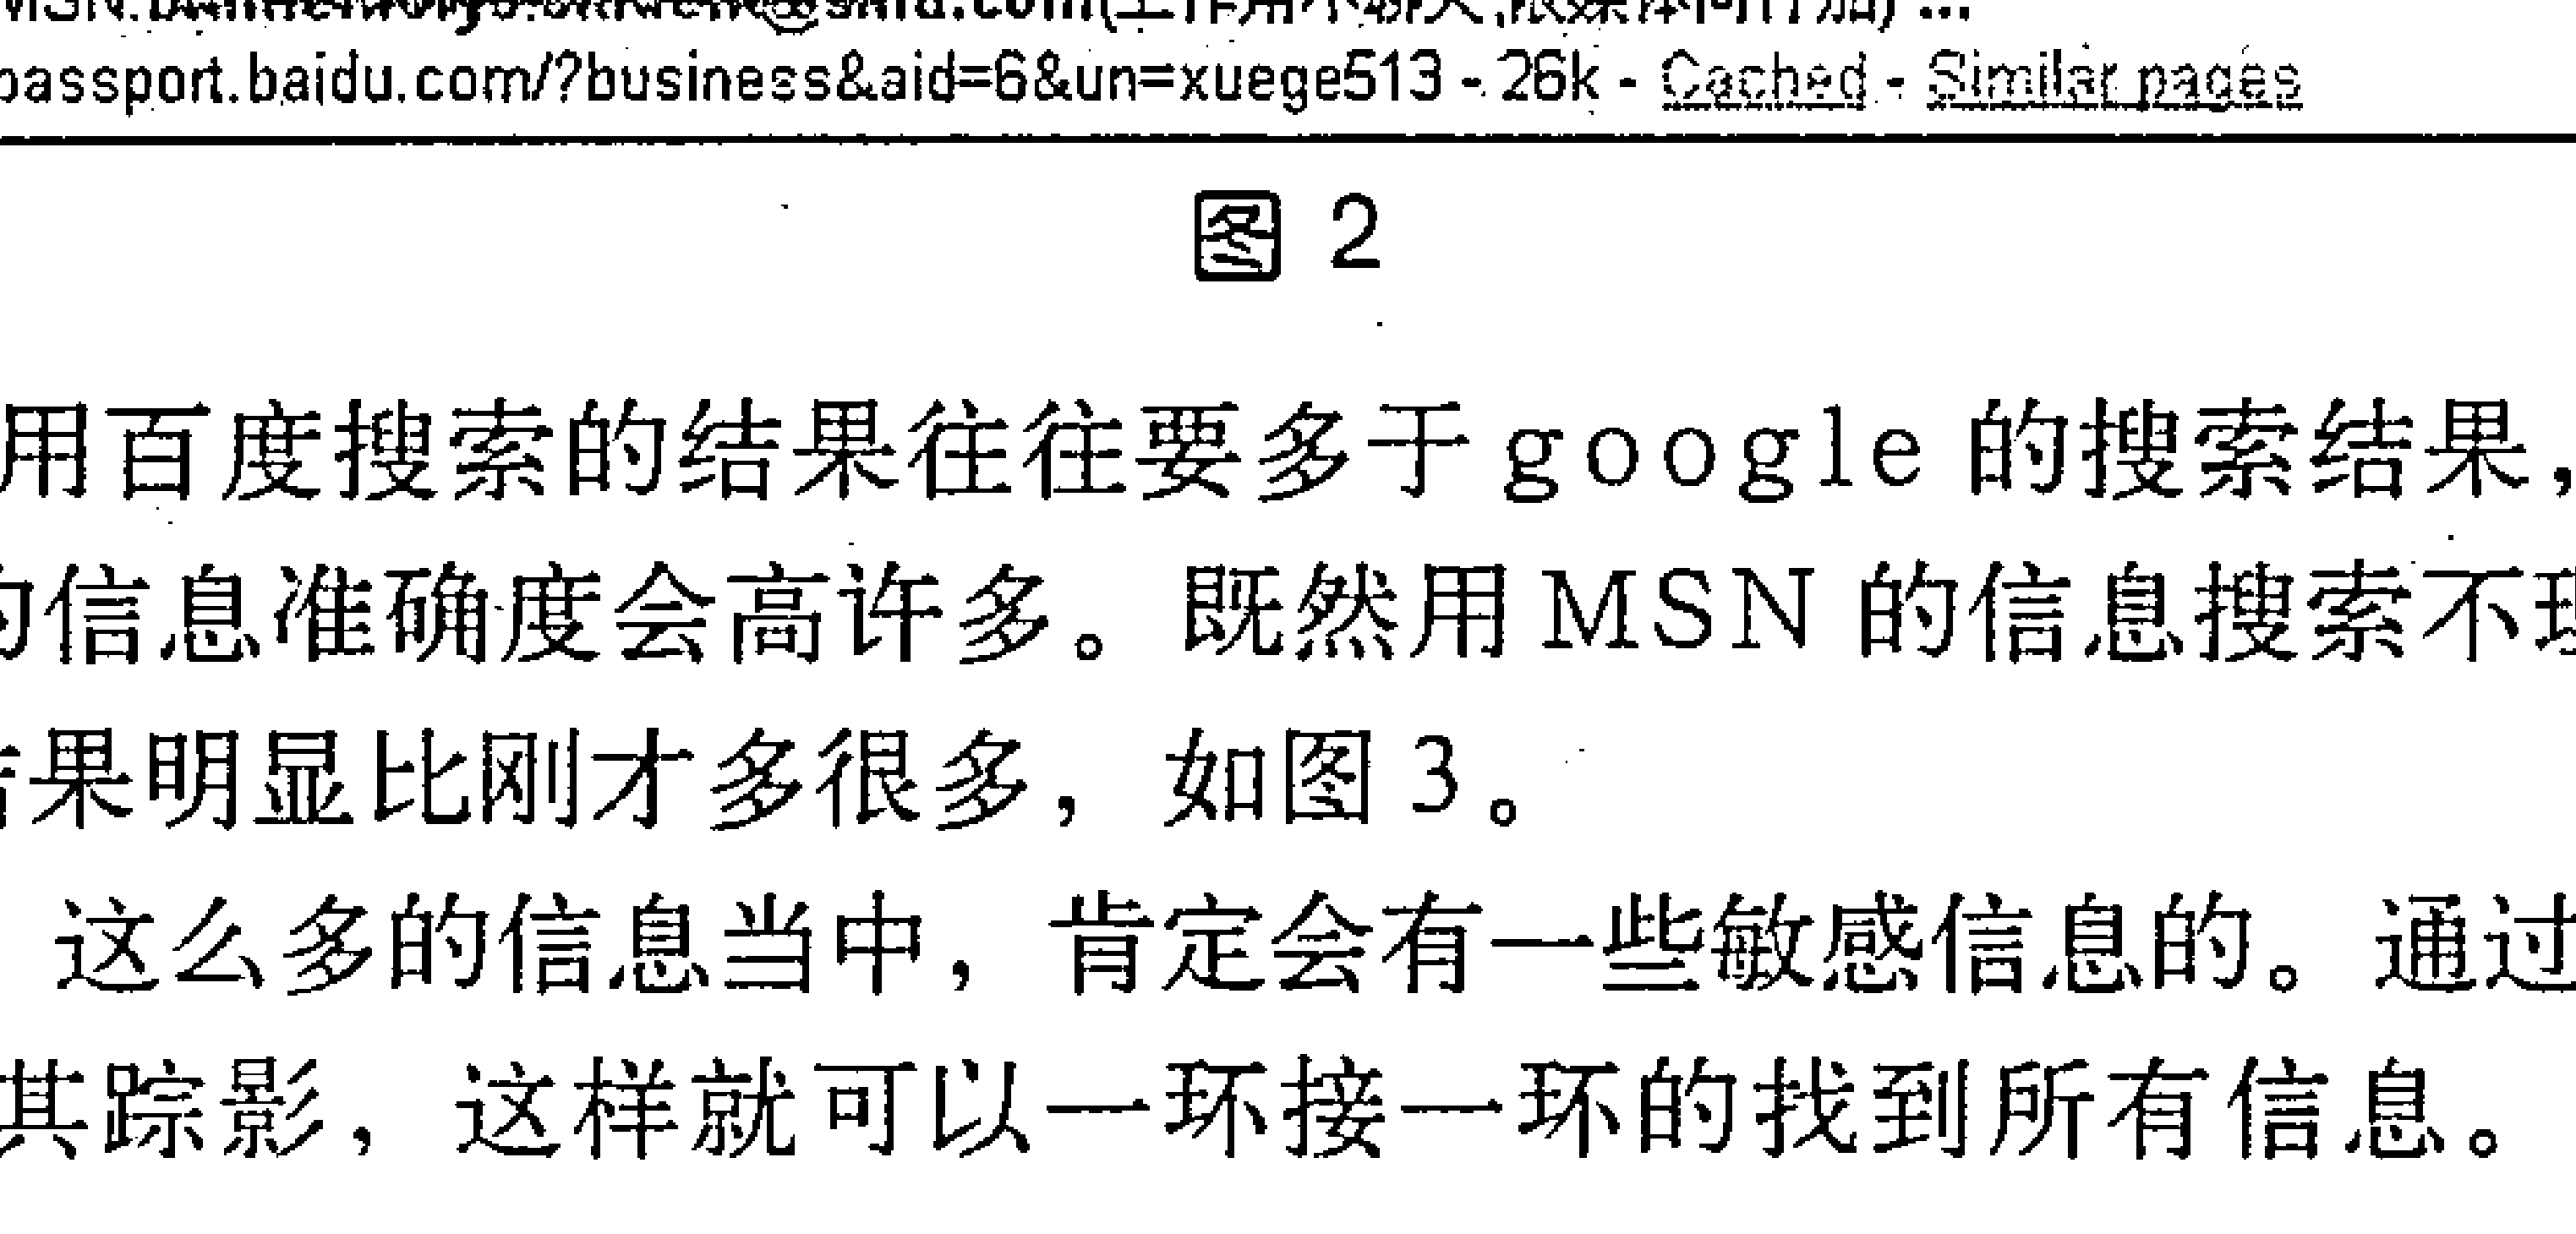 passport.baidu.com/?business&aid=6&un=xuege513 - 26k - Cached - Similar pages
图 2
用百度搜索的结果往往要多于 google 的搜索结果，
的信息准确度会高许多。既然用 MSN 的信息搜索不
结果明显比刚才多很多，如图 3。
这么多的信息当中，肯定会有一些敏感信息的。通过
其踪影，这样就可以一环接一环的找到所有信息。